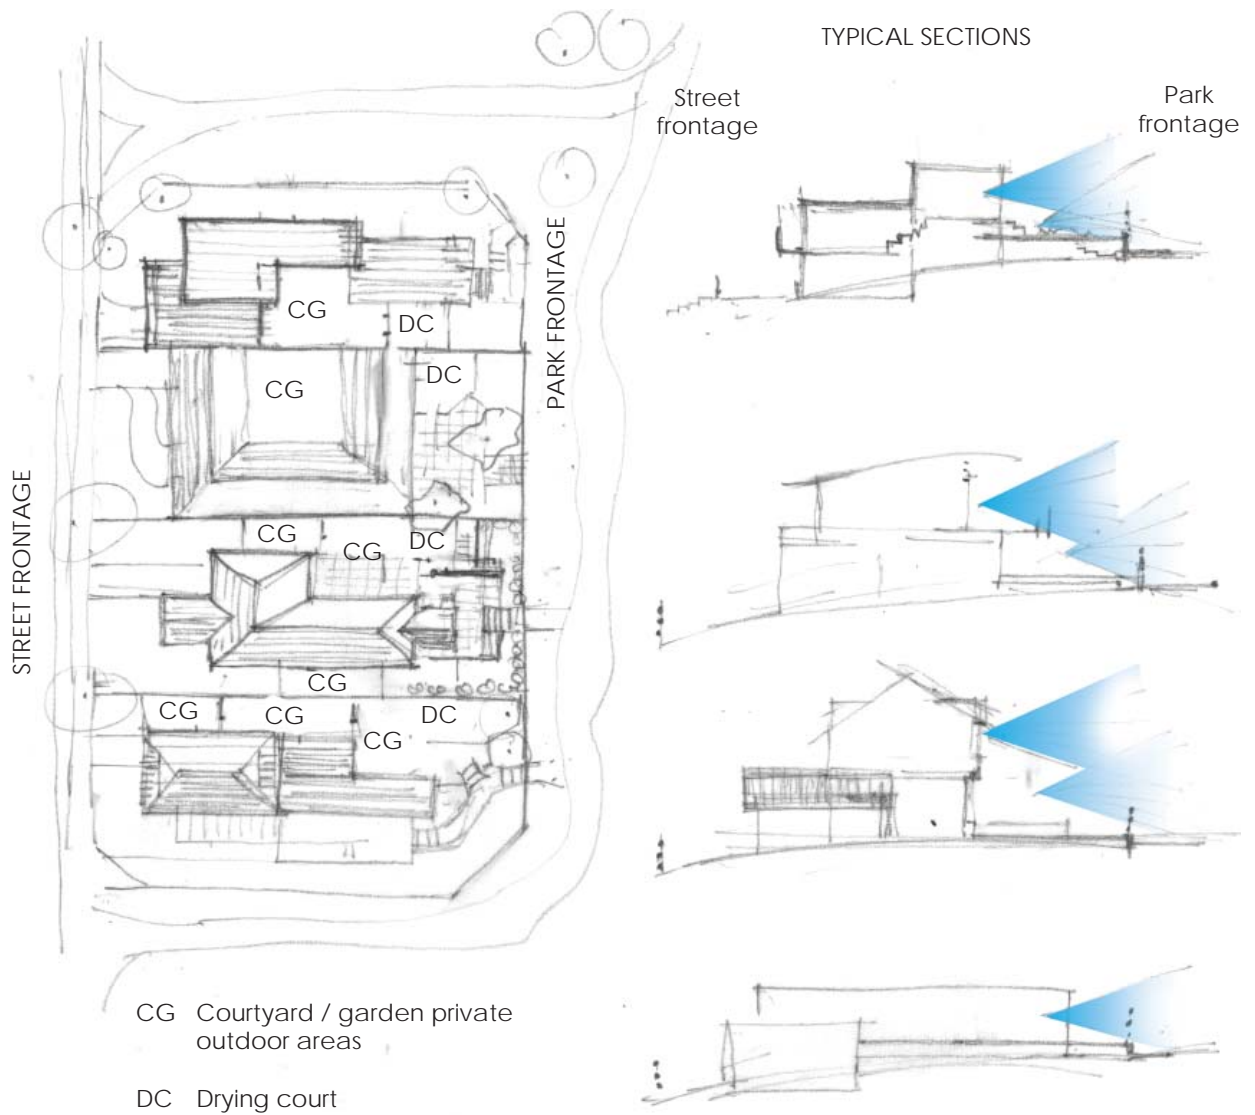 TYPICAL SECTIONS
Street
frontage
Park
frontage
STREET FRONTAGE
PARK FRONTAGE
CG
DC
CG
DC
CG
CG
DC
CG
CG
CG
DC
CG
CG Courtyard / garden private
outdoor areas
DC Drying court